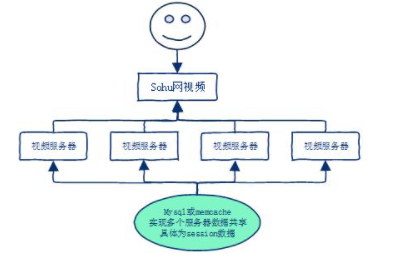 Sohu网视频
视频服务器 视频服务器 视频服务器 视频服务器
Mysql或memcache
实现多个服务器数据共享
具体为session数据